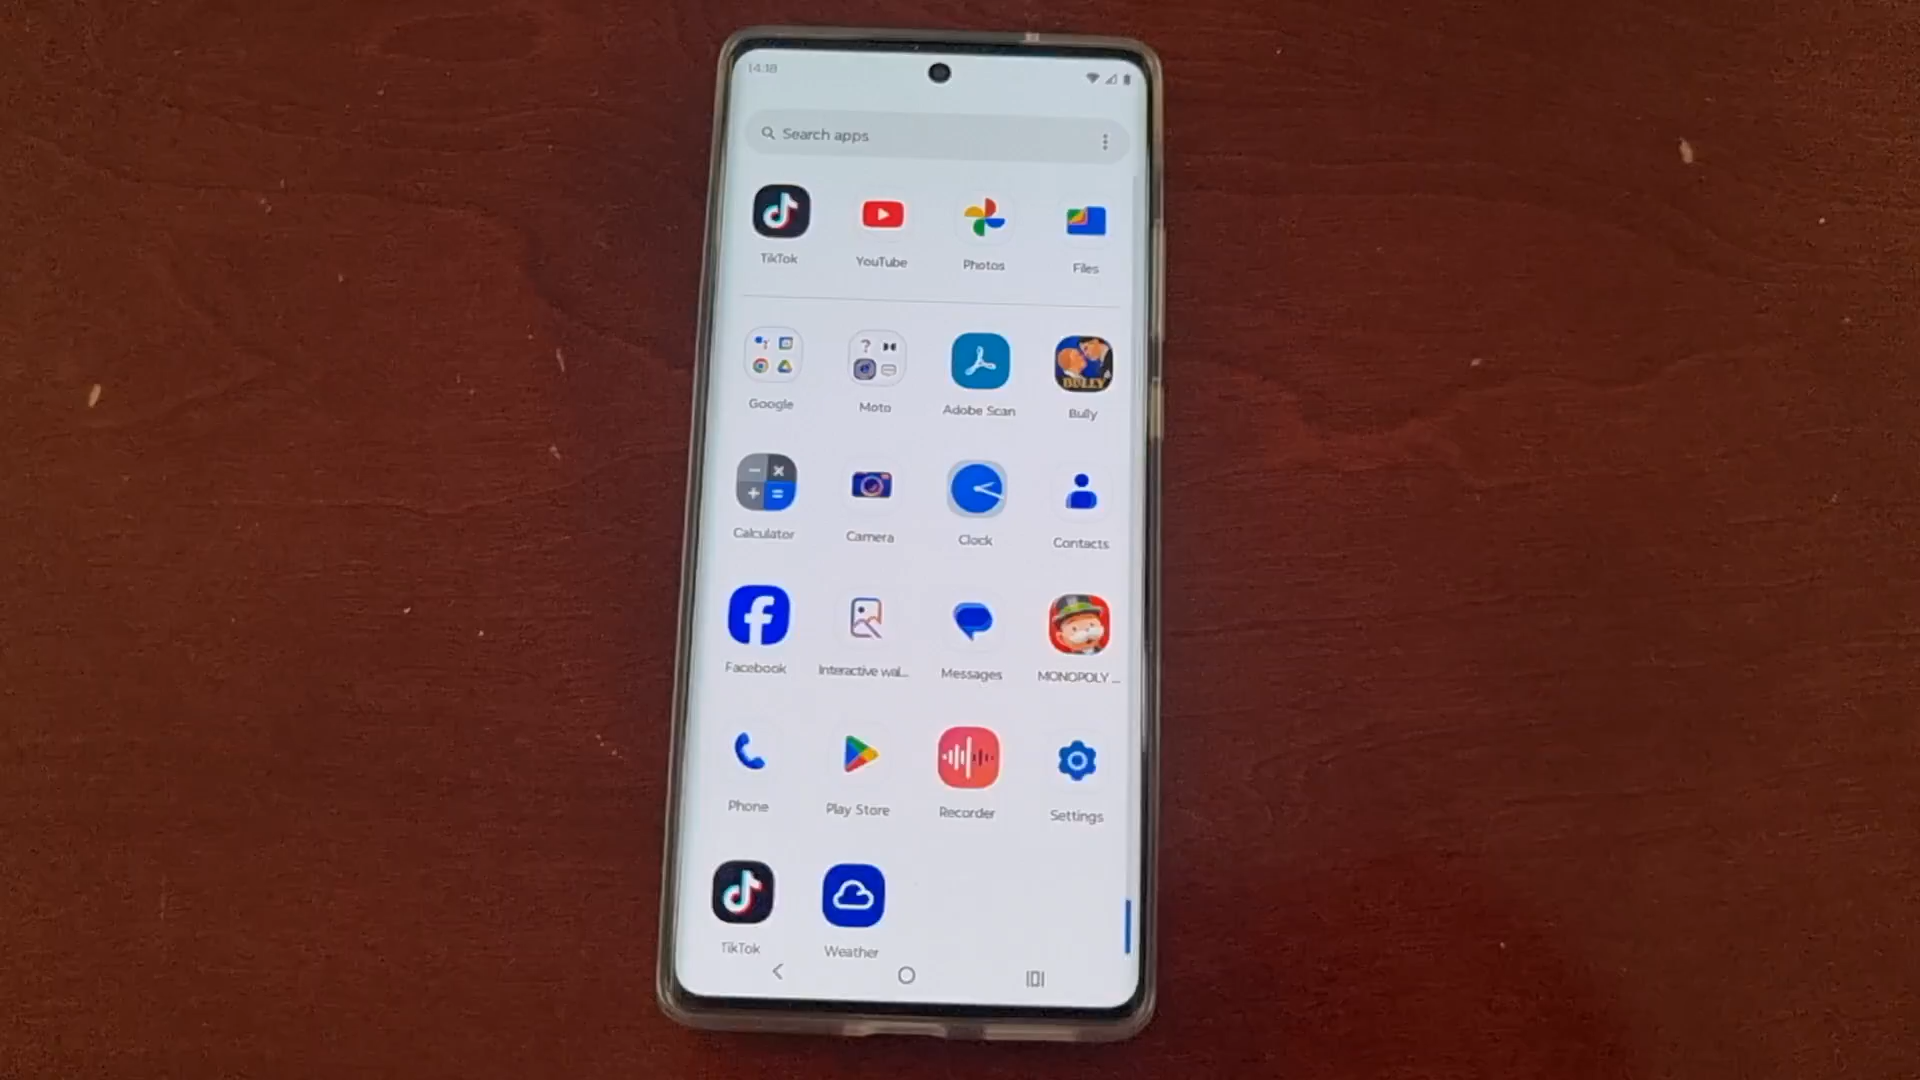 14:18
Search apps
TikTok YouTube Photos Files
Google Moto Adobe Scan Bully
BULLY
Calculator Camera Clock Contacts
Facebook Interactive wal... Messages MONOPOLY ...
Phone Play Store Recorder Settings
TikTok Weather